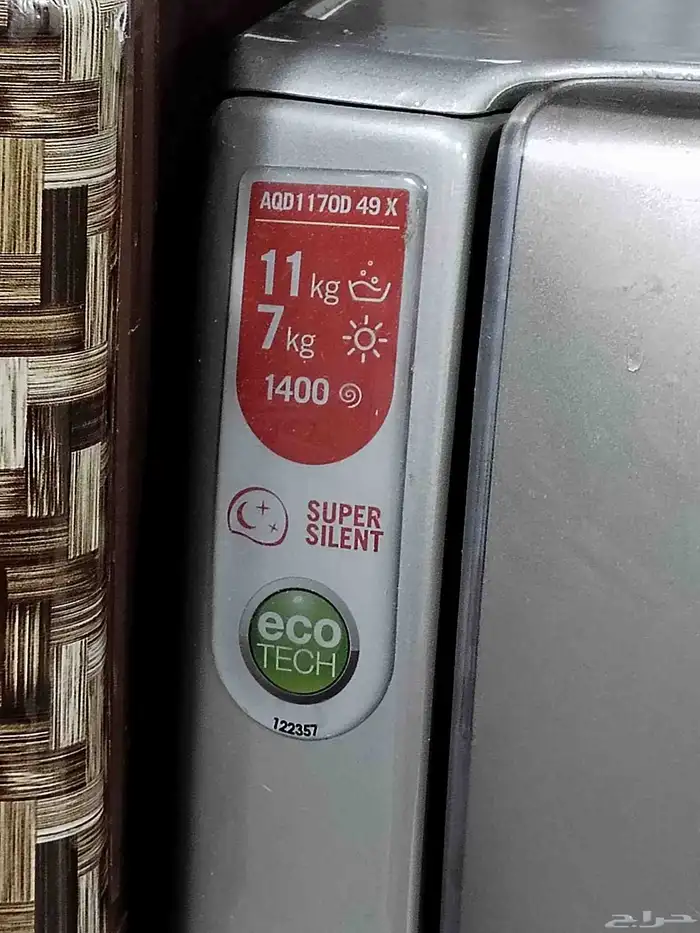 AQD1170D 49 X
11 kg
7 kg
1400
SUPER
SILENT
eco
TECH
122357
حراج